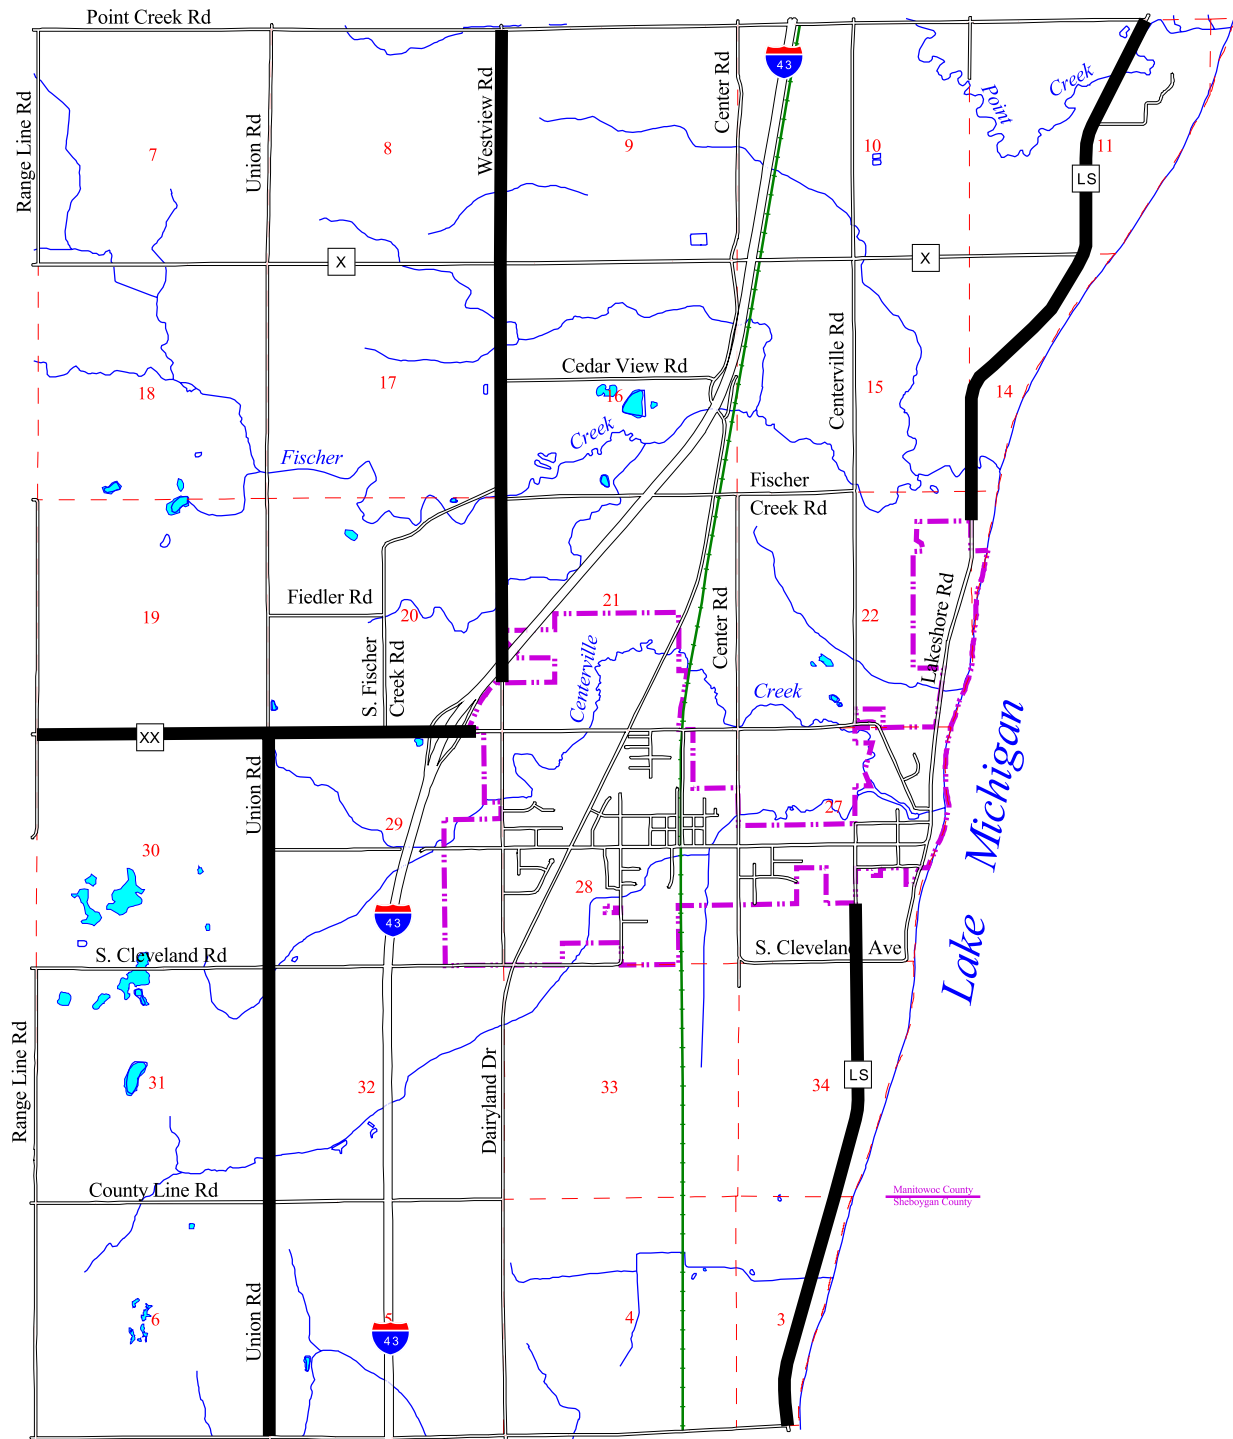 Point Creek Rd
43
Range Line Rd
Union Rd
Westview Rd
Center Rd
Point
Creek
7
8
9
10
11
LS
X
X
Cedar View Rd
Centerville Rd
18
17
16
15
14
Creek
Fischer
Fischer
Creek Rd
Fiedler Rd
19
20
21
22
S. Fischer
Creek Rd
Centerville
Center Rd
Lakeshore Rd
Creek
XX
Union Rd
Lake Michigan
30
29
28
27
43
S. Cleveland Rd
S. Cleveland Ave
Range Line Rd
Dairyland Dr
31
32
33
34
LS
County Line Rd
Manitowoc County
Sheboygan County
Union Rd
6
5
4
3
43